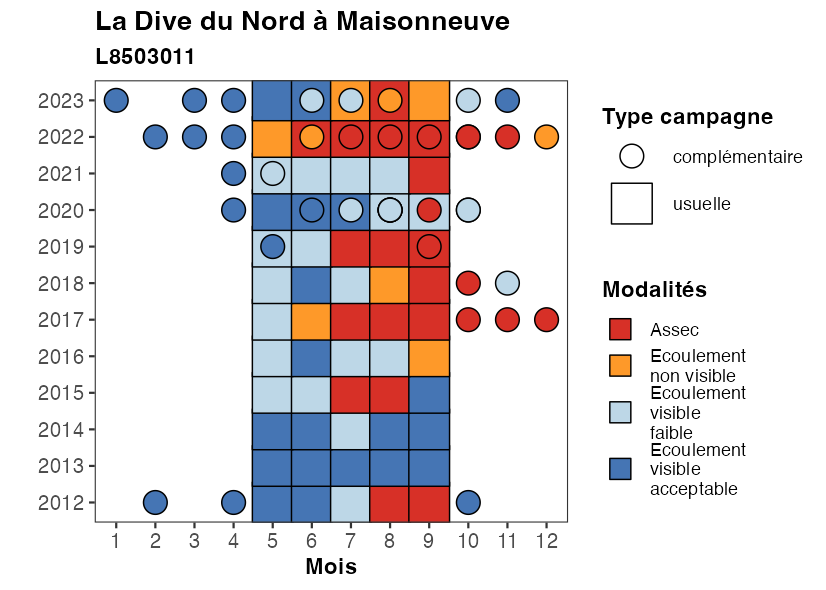 La Dive du Nord à Maisonneuve
L8503011
2023
2022
2021
2020
2019
2018
2017
2016
2015
2014
2013
2012
1 2 3 4 5 6 7 8 9 10 11 12
Mois
Type campagne
complémentaire
usuelle
Modalités
Assec
Ecoulement
non visible
Ecoulement
visible
faible
Ecoulement
visible
acceptable